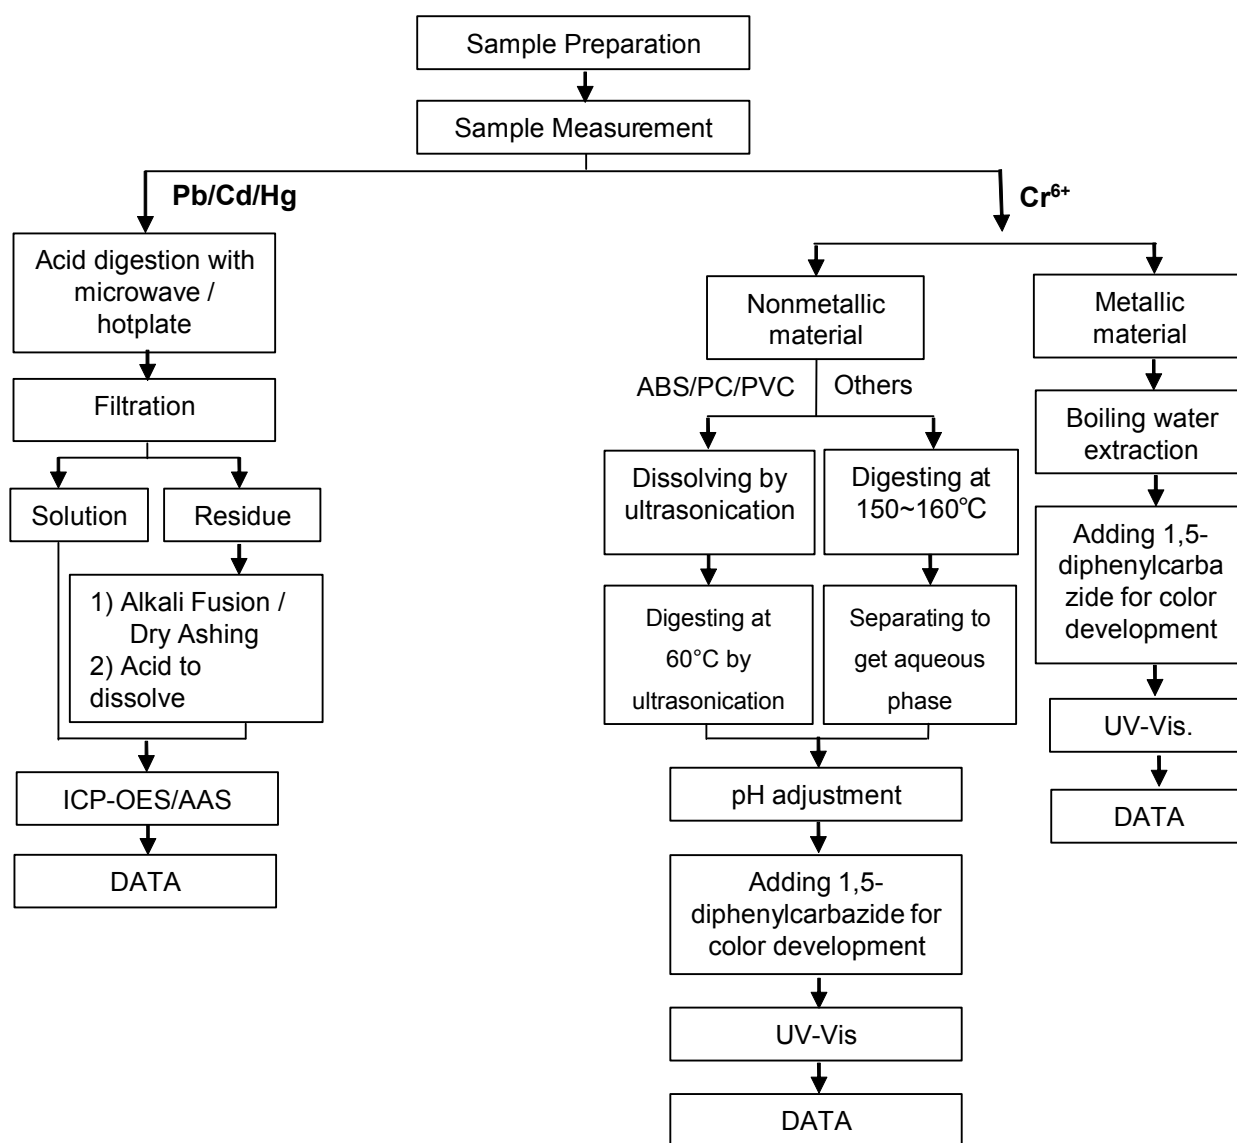 Sample Preparation
Sample Measurement
Pb/Cd/Hg
Cr⁶⁺
Acid digestion with
microwave /
hotplate
Filtration
Solution
Residue
1) Alkali Fusion /
Dry Ashing
2) Acid to
dissolve
ICP-OES/AAS
DATA
Nonmetallic
material
ABS/PC/PVC
Others
Dissolving by
ultrasonication
Digesting at
60°C by
ultrasonication
Digesting at
150~160℃
Separating to
get aqueous
phase
pH adjustment
Adding 1,5-
diphenylcarbazide for
color development
UV-Vis
DATA
Metallic
material
Boiling water
extraction
Adding 1,5-
diphenylcarba
zide for color
development
UV-Vis.
DATA